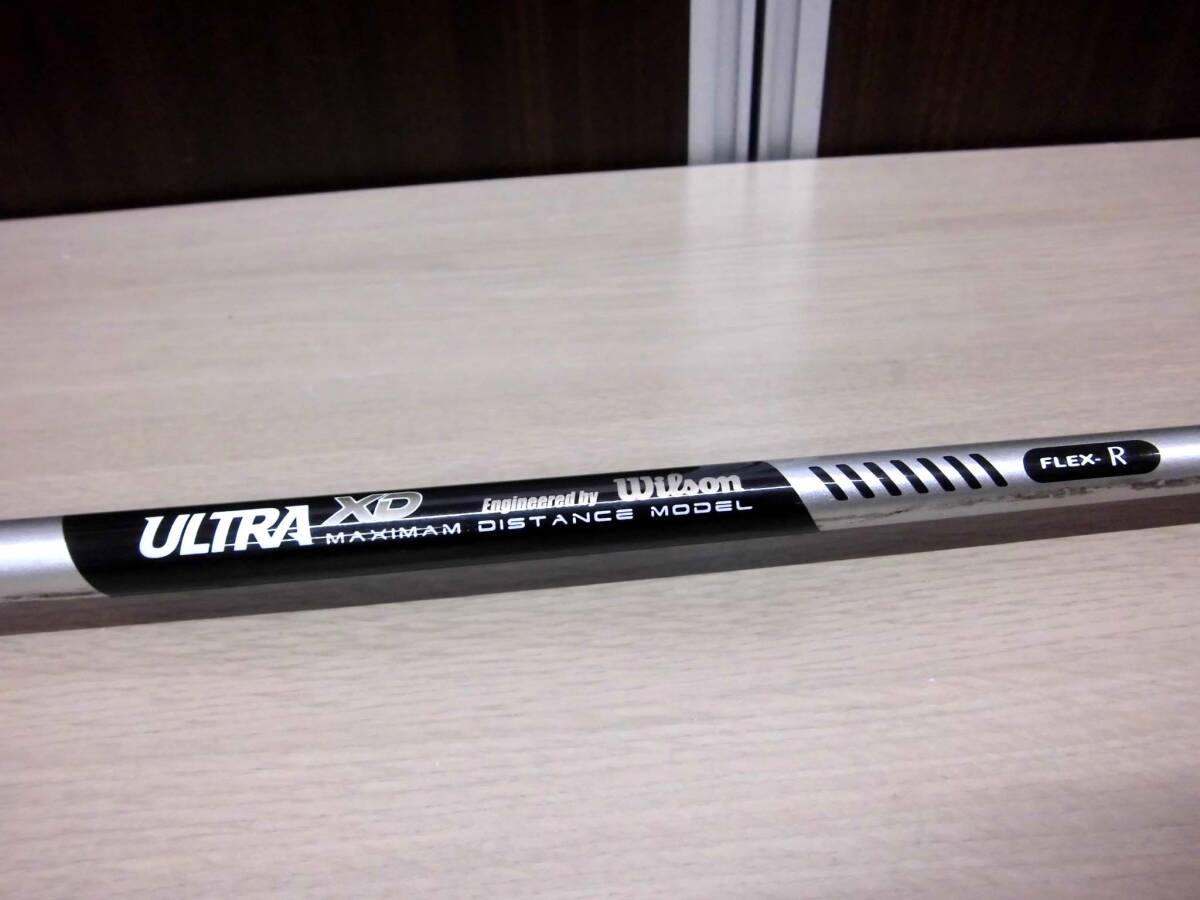 ULTRA XD Engineered by Wilson
MAXIMAM DISTANCE MODEL
FLEX-R